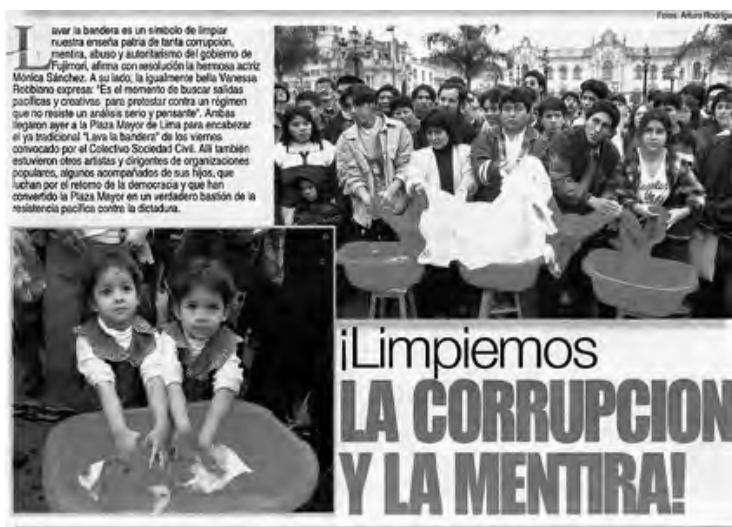 Fotos: Arturo Rodrígue
Lavar la bandera es un símbolo de limpiar
nuestra enseña patria de tanta corrupción,
mentira, abuso y autoritarismo del gobierno de
Fujimori, afirma con resolución la hermosa actriz
Mónica Sánchez. A su lado, la igualmente bella Vanessa
Robbiano expresa: "Es el momento de buscar salidas
pacíficas y creativas para protestar contra un régimen
que no resiste un análisis serio y pensante". Ambas
llegaron ayer a la Plaza Mayor de Lima para encabezar
el ya tradicional "Lava la bandera" de los viernes
convocado por el Colectivo Sociedad Civil. Allí también
estuvieron otros artistas y dirigentes de organizaciones
populares, algunos acompañados de sus hijos, que
luchan por el retorno de la democracia y que han
convertido la Plaza Mayor en un verdadero bastión de la
resistencia pacífica contra la dictadura.
¡Limpiemos
LA CORRUPCION
Y LA MENTIRA!